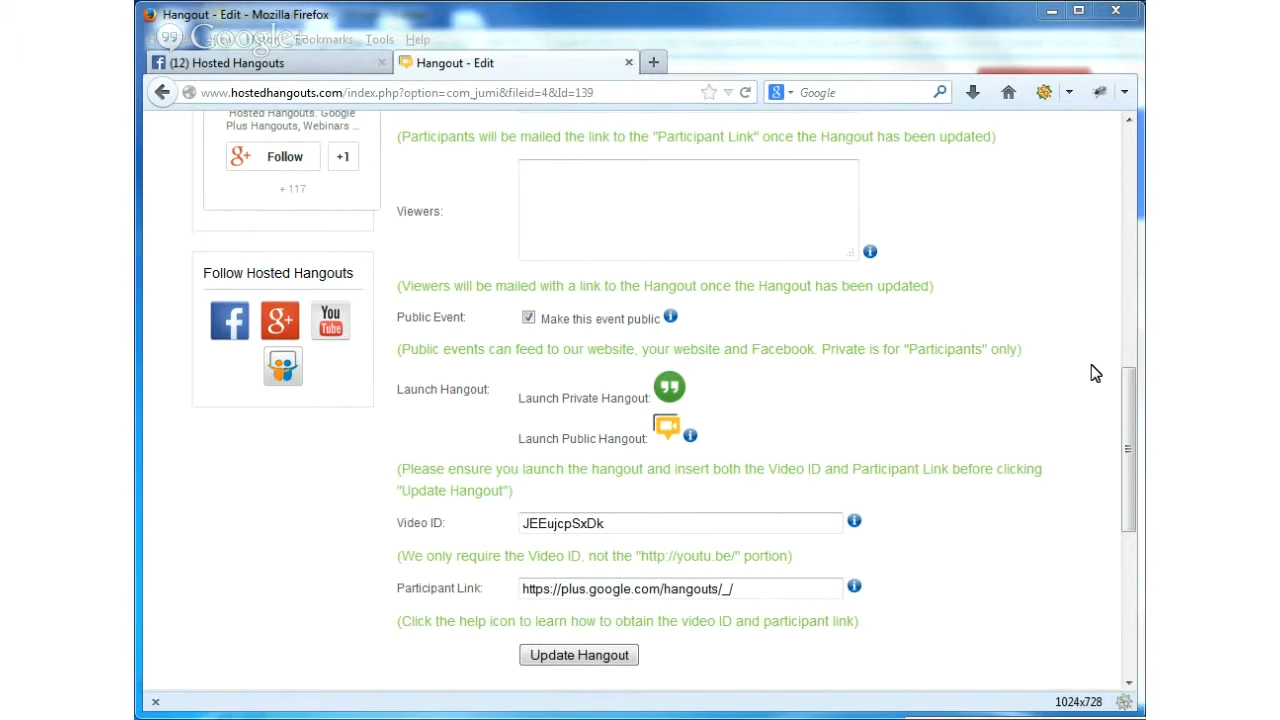 Hangout - Edit - Mozilla Firefox
Google+
Bookmarks Tools Help
(12) Hosted Hangouts
Hangout - Edit
www.hostedhangouts.com/index.php?option=com_jumi&fileid=4&Id=139
Google
Hosted Hangouts. Google
Plus Hangouts, Webinars ...
Follow
+1
+ 117
Follow Hosted Hangouts
You
Tube
(Participants will be mailed the link to the "Participant Link" once the Hangout has been updated)
Viewers:
(Viewers will be mailed with a link to the Hangout once the Hangout has been updated)
Public Event:
Make this event public
(Public events can feed to our website, your website and Facebook. Private is for "Participants" only)
Launch Hangout:
Launch Private Hangout:
Launch Public Hangout:
(Please ensure you launch the hangout and insert both the Video ID and Participant Link before clicking
"Update Hangout")
Video ID:
JEEujcpSxDk
(We only require the Video ID, not the "http://youtu.be/" portion)
Participant Link:
https://plus.google.com/hangouts/_/
(Click the help icon to learn how to obtain the video ID and participant link)
Update Hangout
1024x728